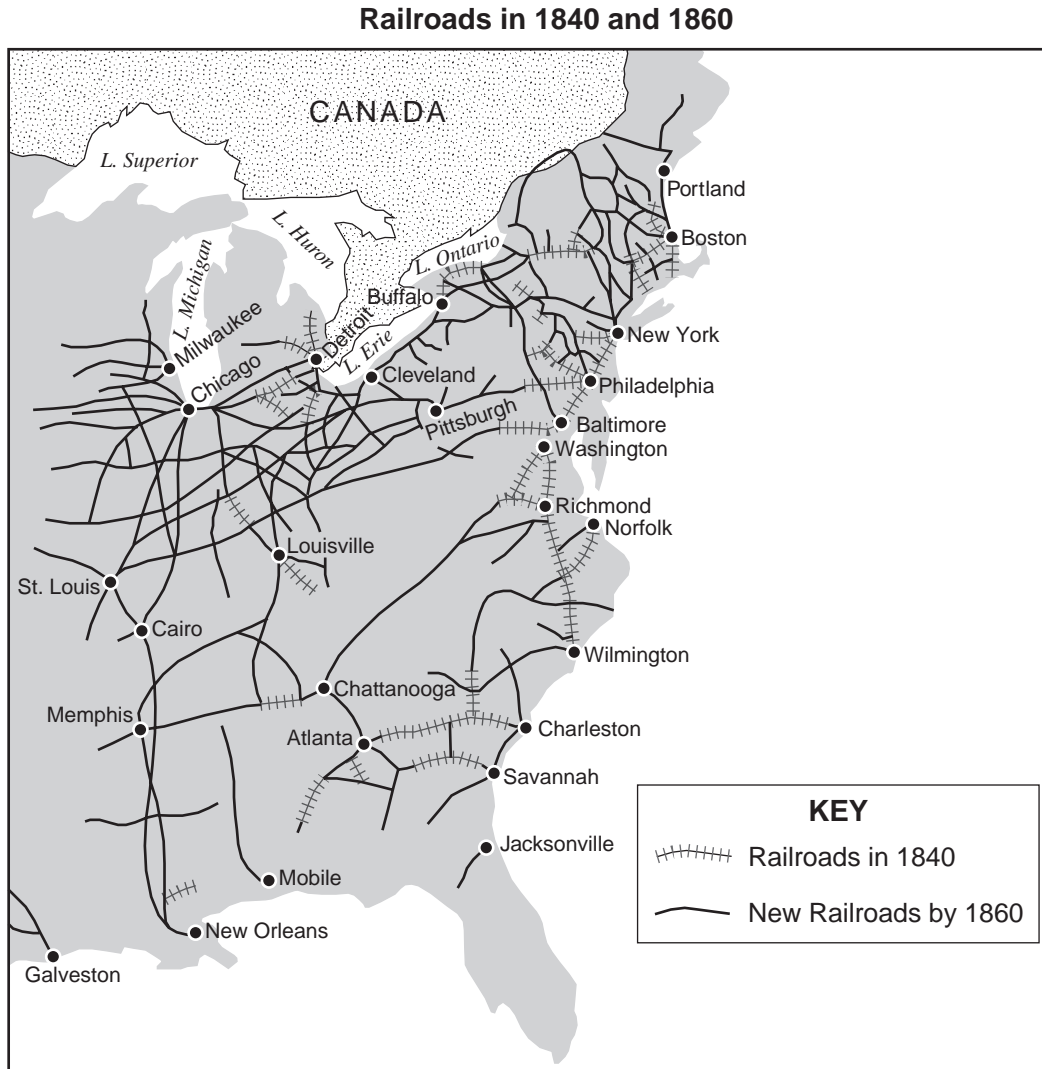 Railroads in 1840 and 1860
CANADA
L. Superior
L. Huron
L. Michigan
L. Ontario
L. Erie
Portland
Boston
Buffalo
Milwaukee
Detroit
New York
Chicago
Cleveland
Philadelphia
Pittsburgh
Baltimore
Washington
Richmond
Norfolk
Louisville
St. Louis
Cairo
Wilmington
Chattanooga
Memphis
Atlanta
Charleston
Savannah
Jacksonville
Mobile
New Orleans
Galveston
KEY
Railroads in 1840
New Railroads by 1860